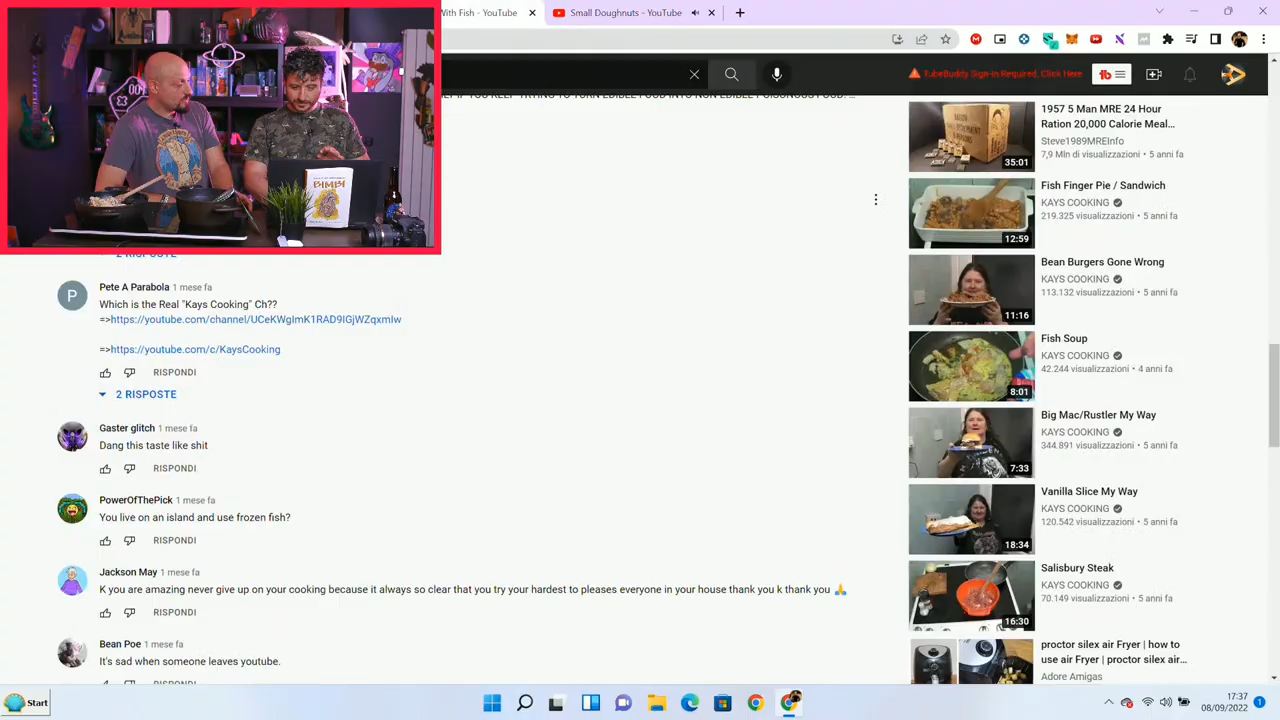 With Fish - YouTube
Small Doughnuts - YouTube
TubeBuddy Sign-In Required, Click Here
BIMBI
2 RISPOSTE
Pete A Parabola 1 mese fa
Which is the Real "Kays Cooking" Ch??
=>https://youtube.com/channel/UCeKWgImK1RAD9IGjWZqxmIw
=>https://youtube.com/c/KaysCooking
RISPONDI
2 RISPOSTE
Gaster glitch 1 mese fa
Dang this taste like shit
RISPONDI
PowerOfThePick 1 mese fa
You live on an island and use frozen fish?
RISPONDI
Jackson May 1 mese fa
K you are amazing never give up on your cooking because it always so clear that you try your hardest to pleases everyone in your house thank you k thank you 🙏
RISPONDI
Bean Poe 1 mese fa
It's sad when someone leaves youtube.
RISPONDI
35:01
1957 5 Man MRE 24 Hour
Ration 20,000 Calorie Meal...
Steve1989MREInfo
7,9 Mln di visualizzazioni • 5 anni fa
12:59
Fish Finger Pie / Sandwich
KAYS COOKING
219.325 visualizzazioni • 5 anni fa
11:16
Bean Burgers Gone Wrong
KAYS COOKING
113.132 visualizzazioni • 5 anni fa
8:01
Fish Soup
KAYS COOKING
42.244 visualizzazioni • 4 anni fa
7:33
Big Mac/Rustler My Way
KAYS COOKING
344.891 visualizzazioni • 5 anni fa
18:34
Vanilla Slice My Way
KAYS COOKING
120.542 visualizzazioni • 5 anni fa
16:30
Salisbury Steak
KAYS COOKING
70.149 visualizzazioni • 5 anni fa
proctor silex air Fryer | how to
use air Fryer | proctor silex air...
Adore Amigas
Start
17:37
08/09/2022
1